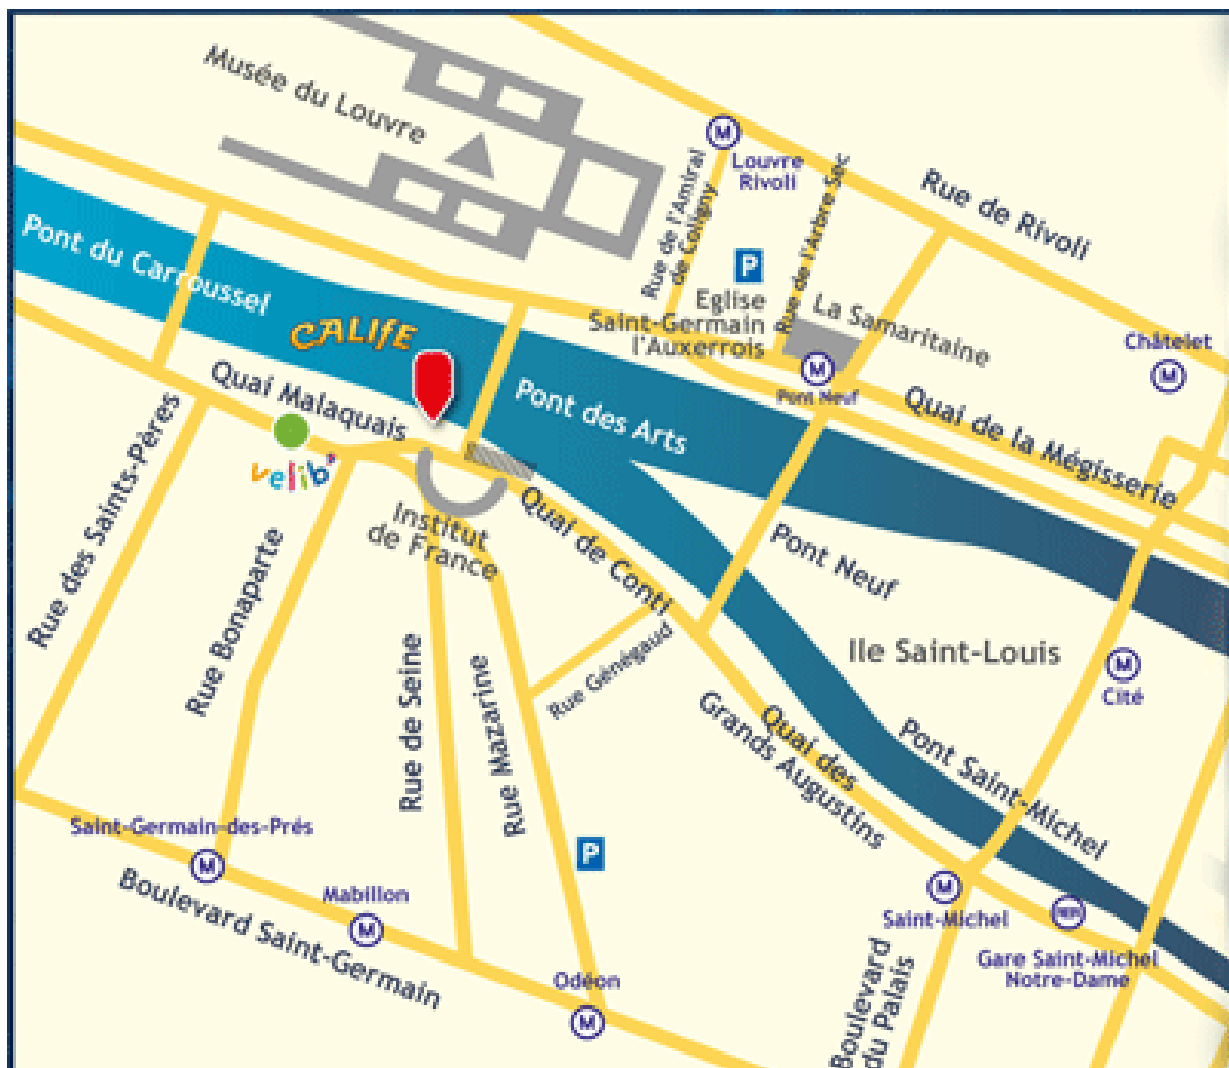 Musée du Louvre
M
Louvre
Rivoli
Rue de Rivoli
Rue de l'Amiral
de Coligny
Rue de l'Arbre Sec
P
Eglise
Saint-Germain
l'Auxerrois
La Samaritaine
Châtelet
M
Pont du Carroussel
CALIFE
M
Pont Neuf
Quai Malaquais
Pont des Arts
Quai de la Mégisserie
velib'
Rue des Saints-Pères
Institut
de France
Quai de Conti
Pont Neuf
Rue Bonaparte
Ile Saint-Louis
M
Cité
Rue de Seine
Rue Mazarine
Rue Génégaud
Quai des
Grands Augustins
Pont Saint-Michel
Saint-Germain-des-Prés
M
P
Mabillon
M
Boulevard Saint-Germain
M
Saint-Michel
RER
Gare Saint-Michel
Notre-Dame
Odéon
M
Boulevard
du Palais